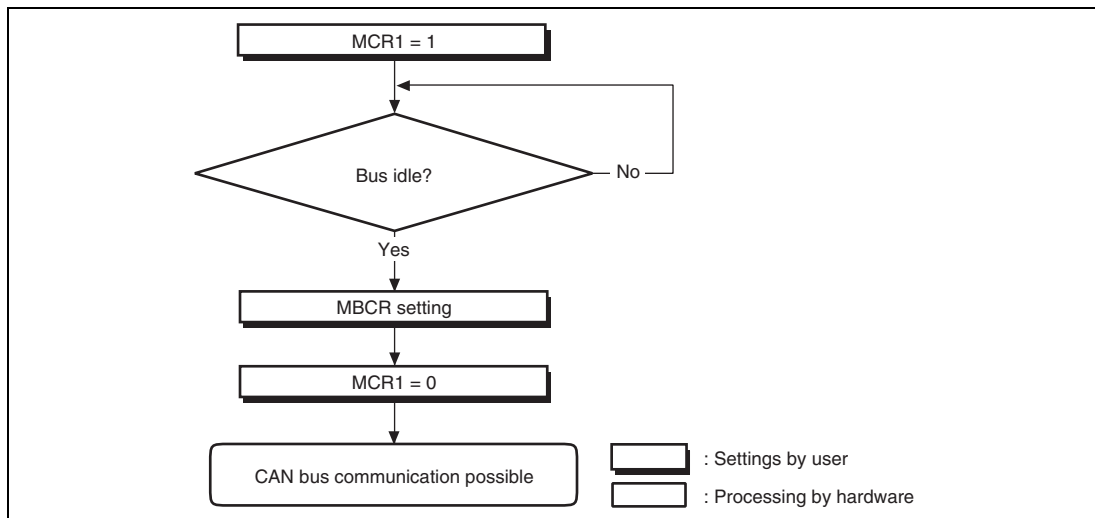 MCR1 = 1
Bus idle?
No
Yes
MBCR setting
MCR1 = 0
CAN bus communication possible
: Settings by user
: Processing by hardware